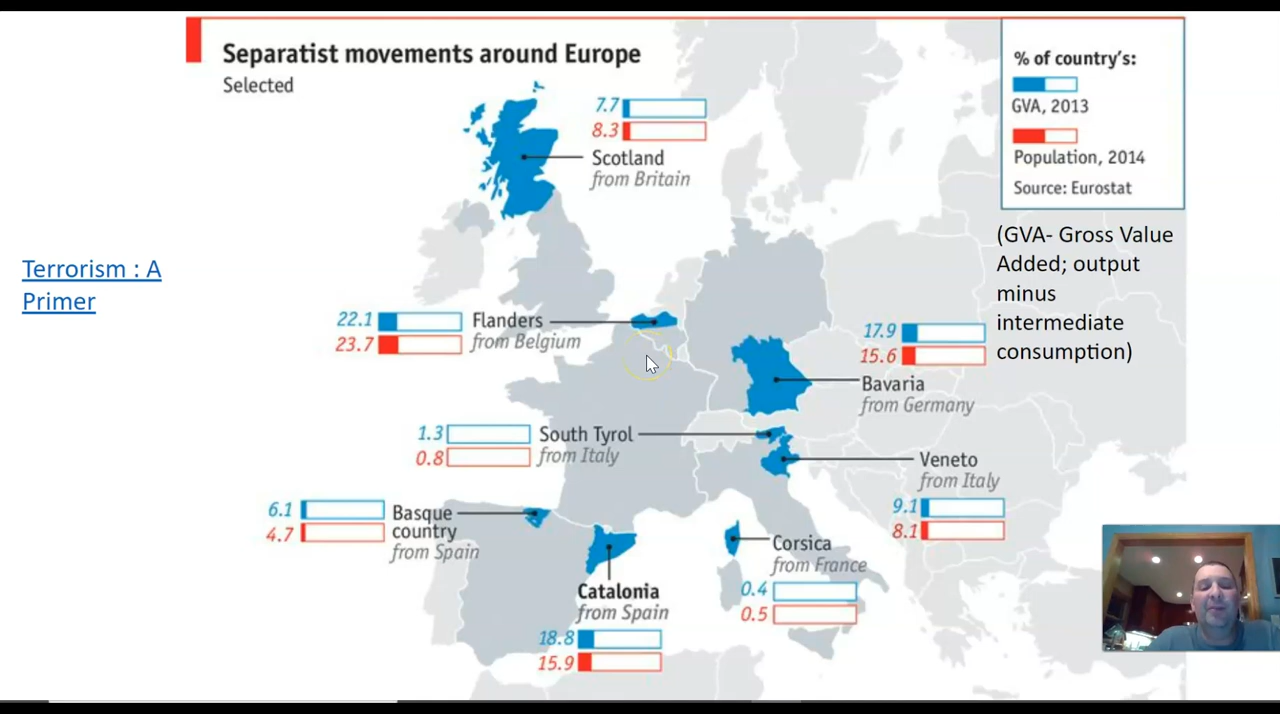 Separatist movements around Europe
Selected
% of country's:
GVA, 2013
Population, 2014
Source: Eurostat
(GVA- Gross Value
Added; output
minus
intermediate
consumption)
Terrorism : A
Primer
7.7
8.3
Scotland
from Britain
22.1
23.7
Flanders
from Belgium
17.9
15.6
Bavaria
from Germany
1.3
0.8
South Tyrol
from Italy
Veneto
from Italy
9.1
8.1
6.1
4.7
Basque
country
from Spain
Catalonia
from Spain
18.8
15.9
Corsica
from France
0.4
0.5